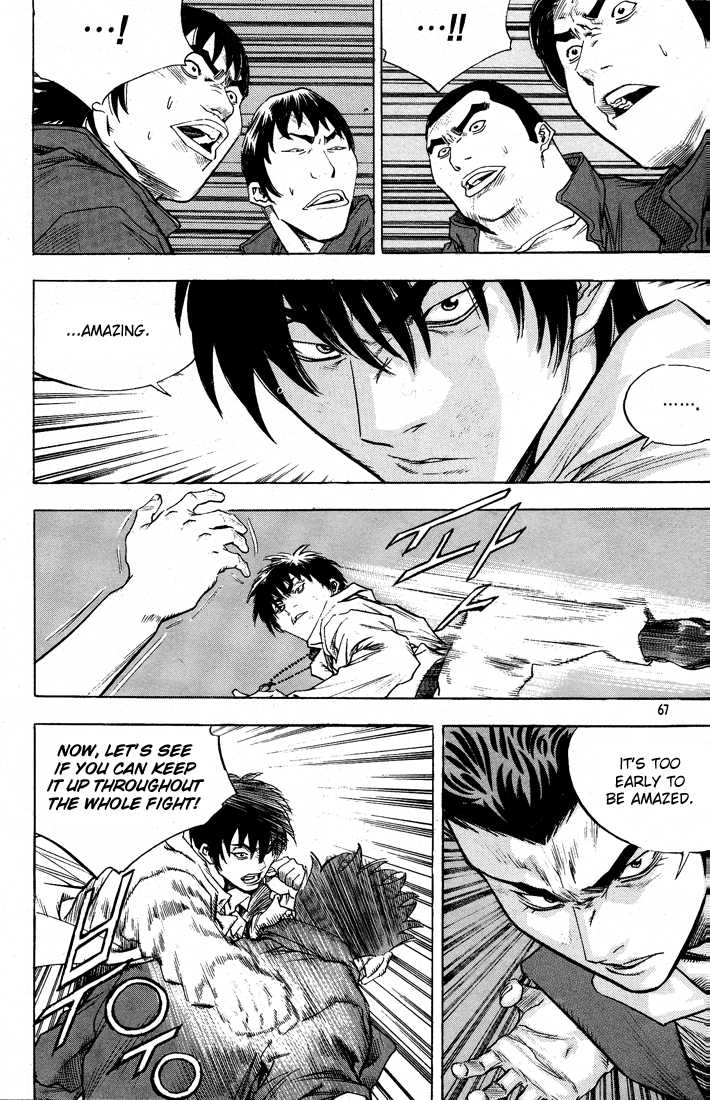 ...!
...!!
...AMAZING.
.......
67
NOW, LET'S SEE
IF YOU CAN KEEP
IT UP THROUGHOUT
THE WHOLE FIGHT!
IT'S TOO
EARLY TO
BE AMAZED.